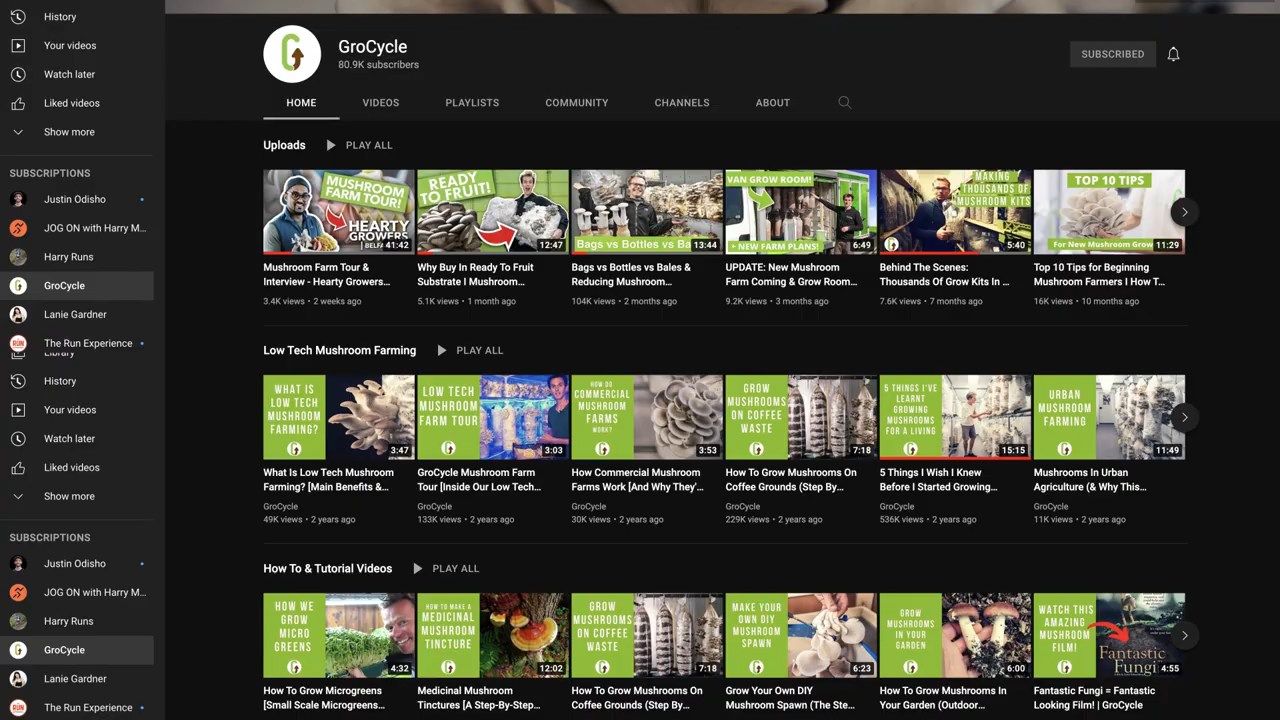 History
Your videos
Watch later
Liked videos
Show more
SUBSCRIPTIONS
Justin Odisho
JOG ON with Harry M...
Harry Runs
GroCycle
Lanie Gardner
The Run Experience
Library
History
Your videos
Watch later
Liked videos
Show more
SUBSCRIPTIONS
Justin Odisho
JOG ON with Harry M...
Harry Runs
GroCycle
Lanie Gardner
The Run Experience
GroCycle
80.9K subscribers
SUBSCRIBED
HOME VIDEOS PLAYLISTS COMMUNITY CHANNELS ABOUT
Uploads PLAY ALL
MUSHROOM
FARM TOUR!
HEARTY
GROWERS
| BELFA
41:42
Mushroom Farm Tour &
Interview - Hearty Growers...
3.4K views • 2 weeks ago
READY
TO FRUIT!
12:47
Why Buy In Ready To Fruit
Substrate I Mushroom...
5.1K views • 1 month ago
Bags vs Bottles vs Ba
13:44
Bags vs Bottles vs Bales &
Reducing Mushroom...
104K views • 2 months ago
VAN GROW ROOM!
+ NEW FARM PLANS!
6:49
UPDATE: New Mushroom
Farm Coming & Grow Room...
9.2K views • 3 months ago
MAKING
THOUSANDS OF
MUSHROOM KITS
5:40
Behind The Scenes:
Thousands Of Grow Kits In ...
7.6K views • 7 months ago
TOP 10 TIPS
For New Mushroom Grow
11:29
Top 10 Tips for Beginning
Mushroom Farmers I How T...
16K views • 10 months ago
Low Tech Mushroom Farming PLAY ALL
WHAT IS
LOW TECH
MUSHROOM
FARMING?
3:47
What Is Low Tech Mushroom
Farming? [Main Benefits &...
GroCycle
49K views • 2 years ago
LOW TECH
MUSHROOM
FARM TOUR
3:03
GroCycle Mushroom Farm
Tour [Inside Our Low Tech...
GroCycle
133K views • 2 years ago
HOW DO
COMMERCIAL
MUSHROOM
FARMS
WORK?
3:53
How Commercial Mushroom
Farms Work [And Why They'...
GroCycle
30K views • 2 years ago
GROW
MUSHROOMS
ON COFFEE
WASTE
7:18
How To Grow Mushrooms On
Coffee Grounds (Step By...
GroCycle
229K views • 2 years ago
5 THINGS I'VE
LEARNT
GROWING
MUSHROOMS
FOR A LIVING
15:15
5 Things I Wish I Knew
Before I Started Growing...
GroCycle
536K views • 2 years ago
URBAN
MUSHROOM
FARMING
11:49
Mushrooms In Urban
Agriculture (& Why This...
GroCycle
11K views • 2 years ago
How To & Tutorial Videos PLAY ALL
HOW WE
GROW
MICRO
GREENS
4:32
How To Grow Microgreens
[Small Scale Microgreens...
HOW TO MAKE A
MEDICINAL
MUSHROOM
TINCTURE
12:02
Medicinal Mushroom
Tinctures [A Step-By-Step...
GROW
MUSHROOMS
ON COFFEE
WASTE
7:18
How To Grow Mushrooms On
Coffee Grounds (Step By...
MAKE YOUR
OWN DIY
MUSHROOM
SPAWN
6:23
Grow Your Own DIY
Mushroom Spawn (The Ste...
GROW
MUSHROOMS
IN YOUR
GARDEN
6:00
How To Grow Mushrooms In
Your Garden (Outdoor...
WATCH THIS
AMAZING
MUSHROOM
FILM!
Fantastic
Fungi
4:55
Fantastic Fungi = Fantastic
Looking Film! | GroCycle